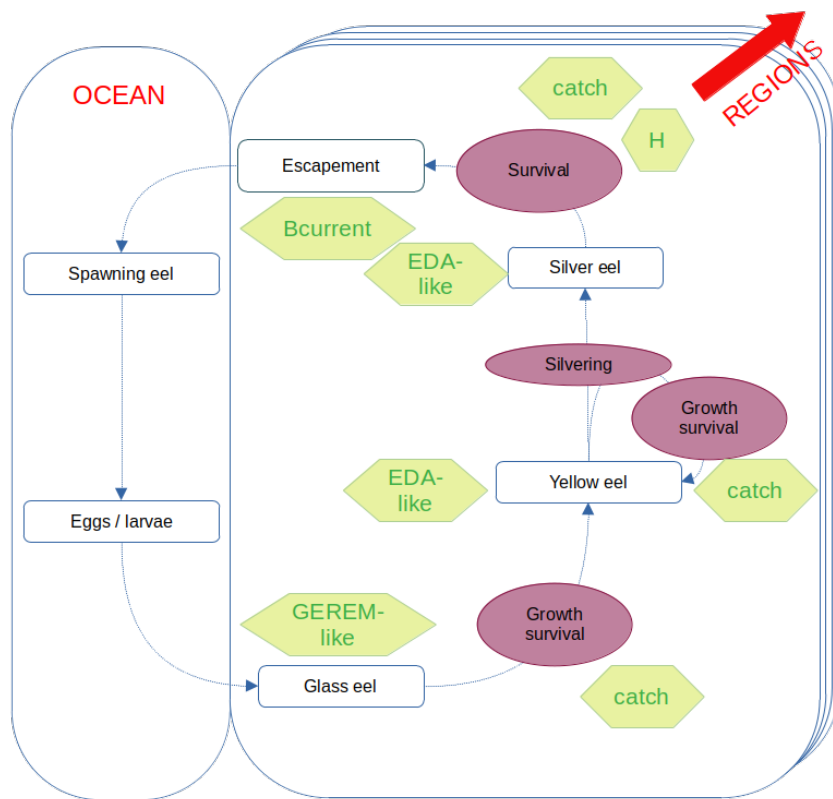 OCEAN
REGIONS
catch
H
Escapement
Survival
Bcurrent
EDA-
like
Spawning eel
Silver eel
Silvering
Growth
survival
EDA-
like
Yellow eel
catch
Eggs / larvae
GEREM-
like
Growth
survival
Glass eel
catch